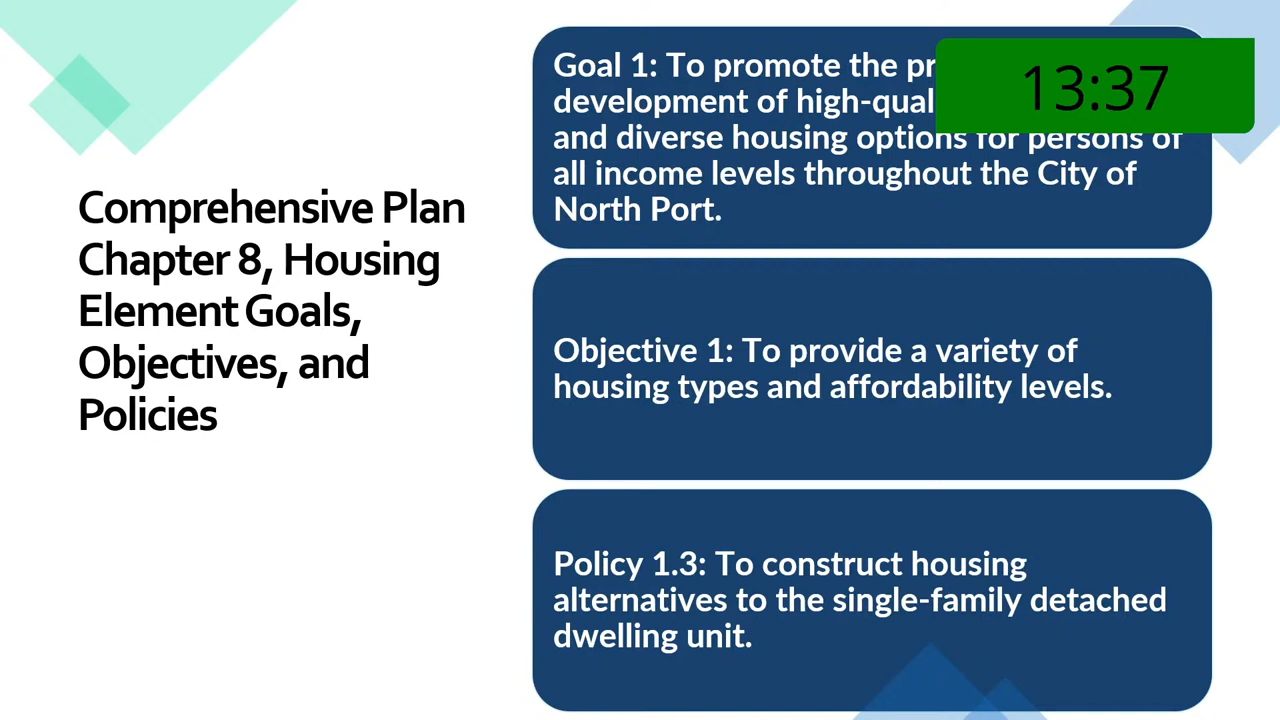 Comprehensive Plan
Chapter 8, Housing
Element Goals,
Objectives, and
Policies
Goal 1: To promote the
development of
and diverse housing options for persons of
all income levels throughout the City of
North Port.
13:37
Objective 1: To provide a variety of
housing types and affordability levels.
Policy 1.3: To construct housing
alternatives to the single-family detached
dwelling unit.